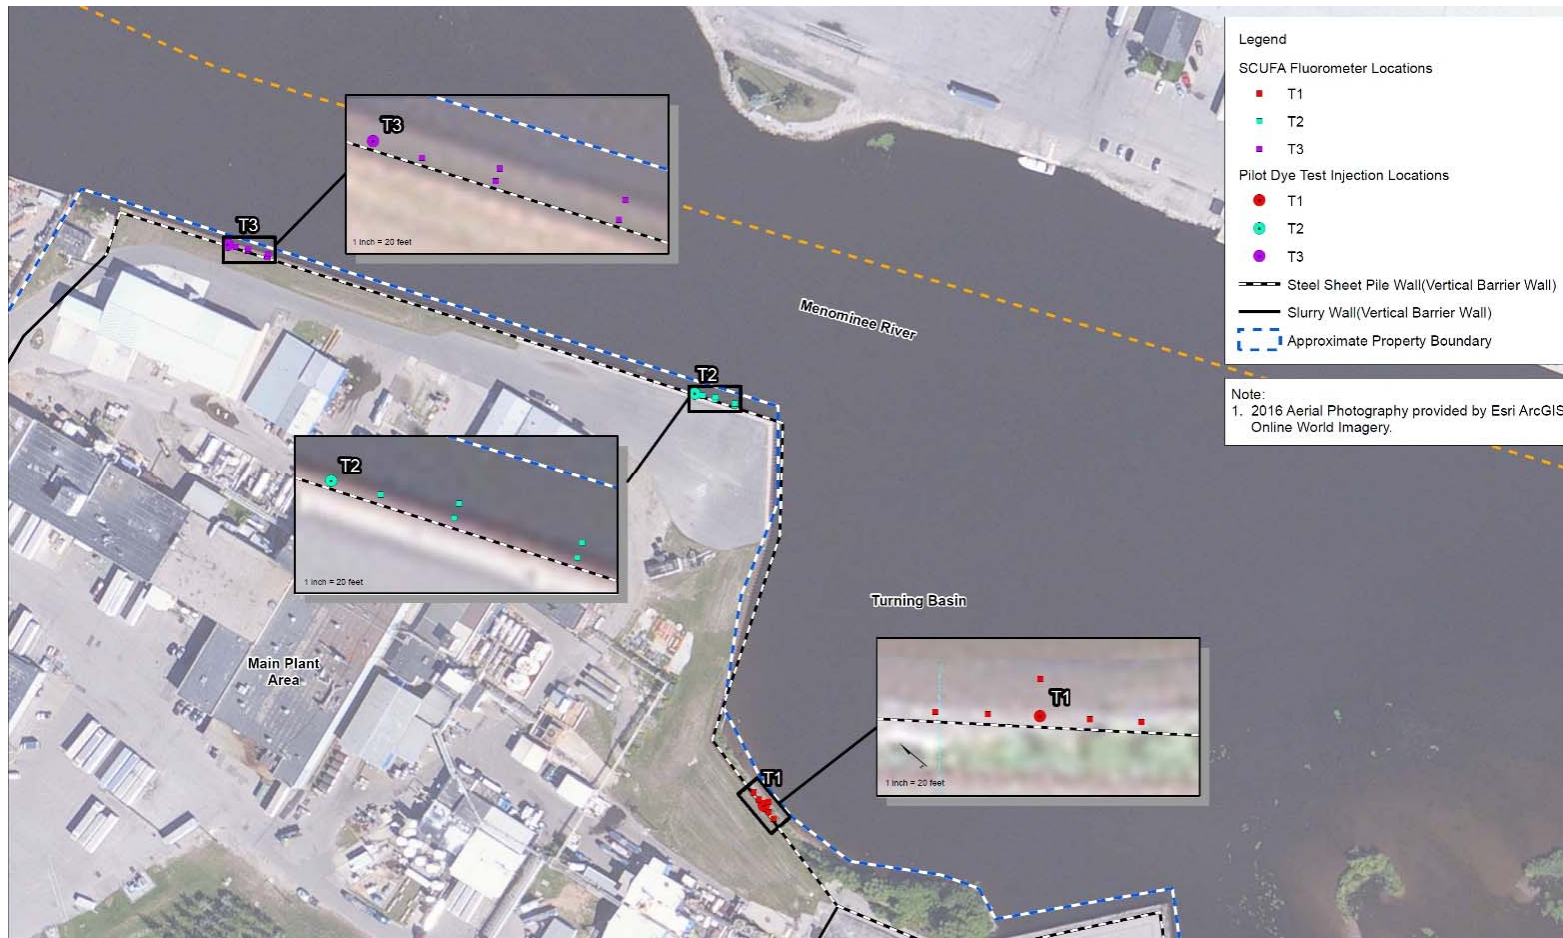 Legend
SCUFA Fluorometer Locations
T1
T2
T3
Pilot Dye Test Injection Locations
T1
T2
T3
Steel Sheet Pile Wall(Vertical Barrier Wall)
Slurry Wall(Vertical Barrier Wall)
Approximate Property Boundary
Note:
1. 2016 Aerial Photography provided by Esri ArcGIS
Online World Imagery.
T3
1 inch = 20 feet
T3
Menominee River
T2
T2
1 inch = 20 feet
Turning Basin
Main Plant
Area
T1
1 inch = 20 feet
T1